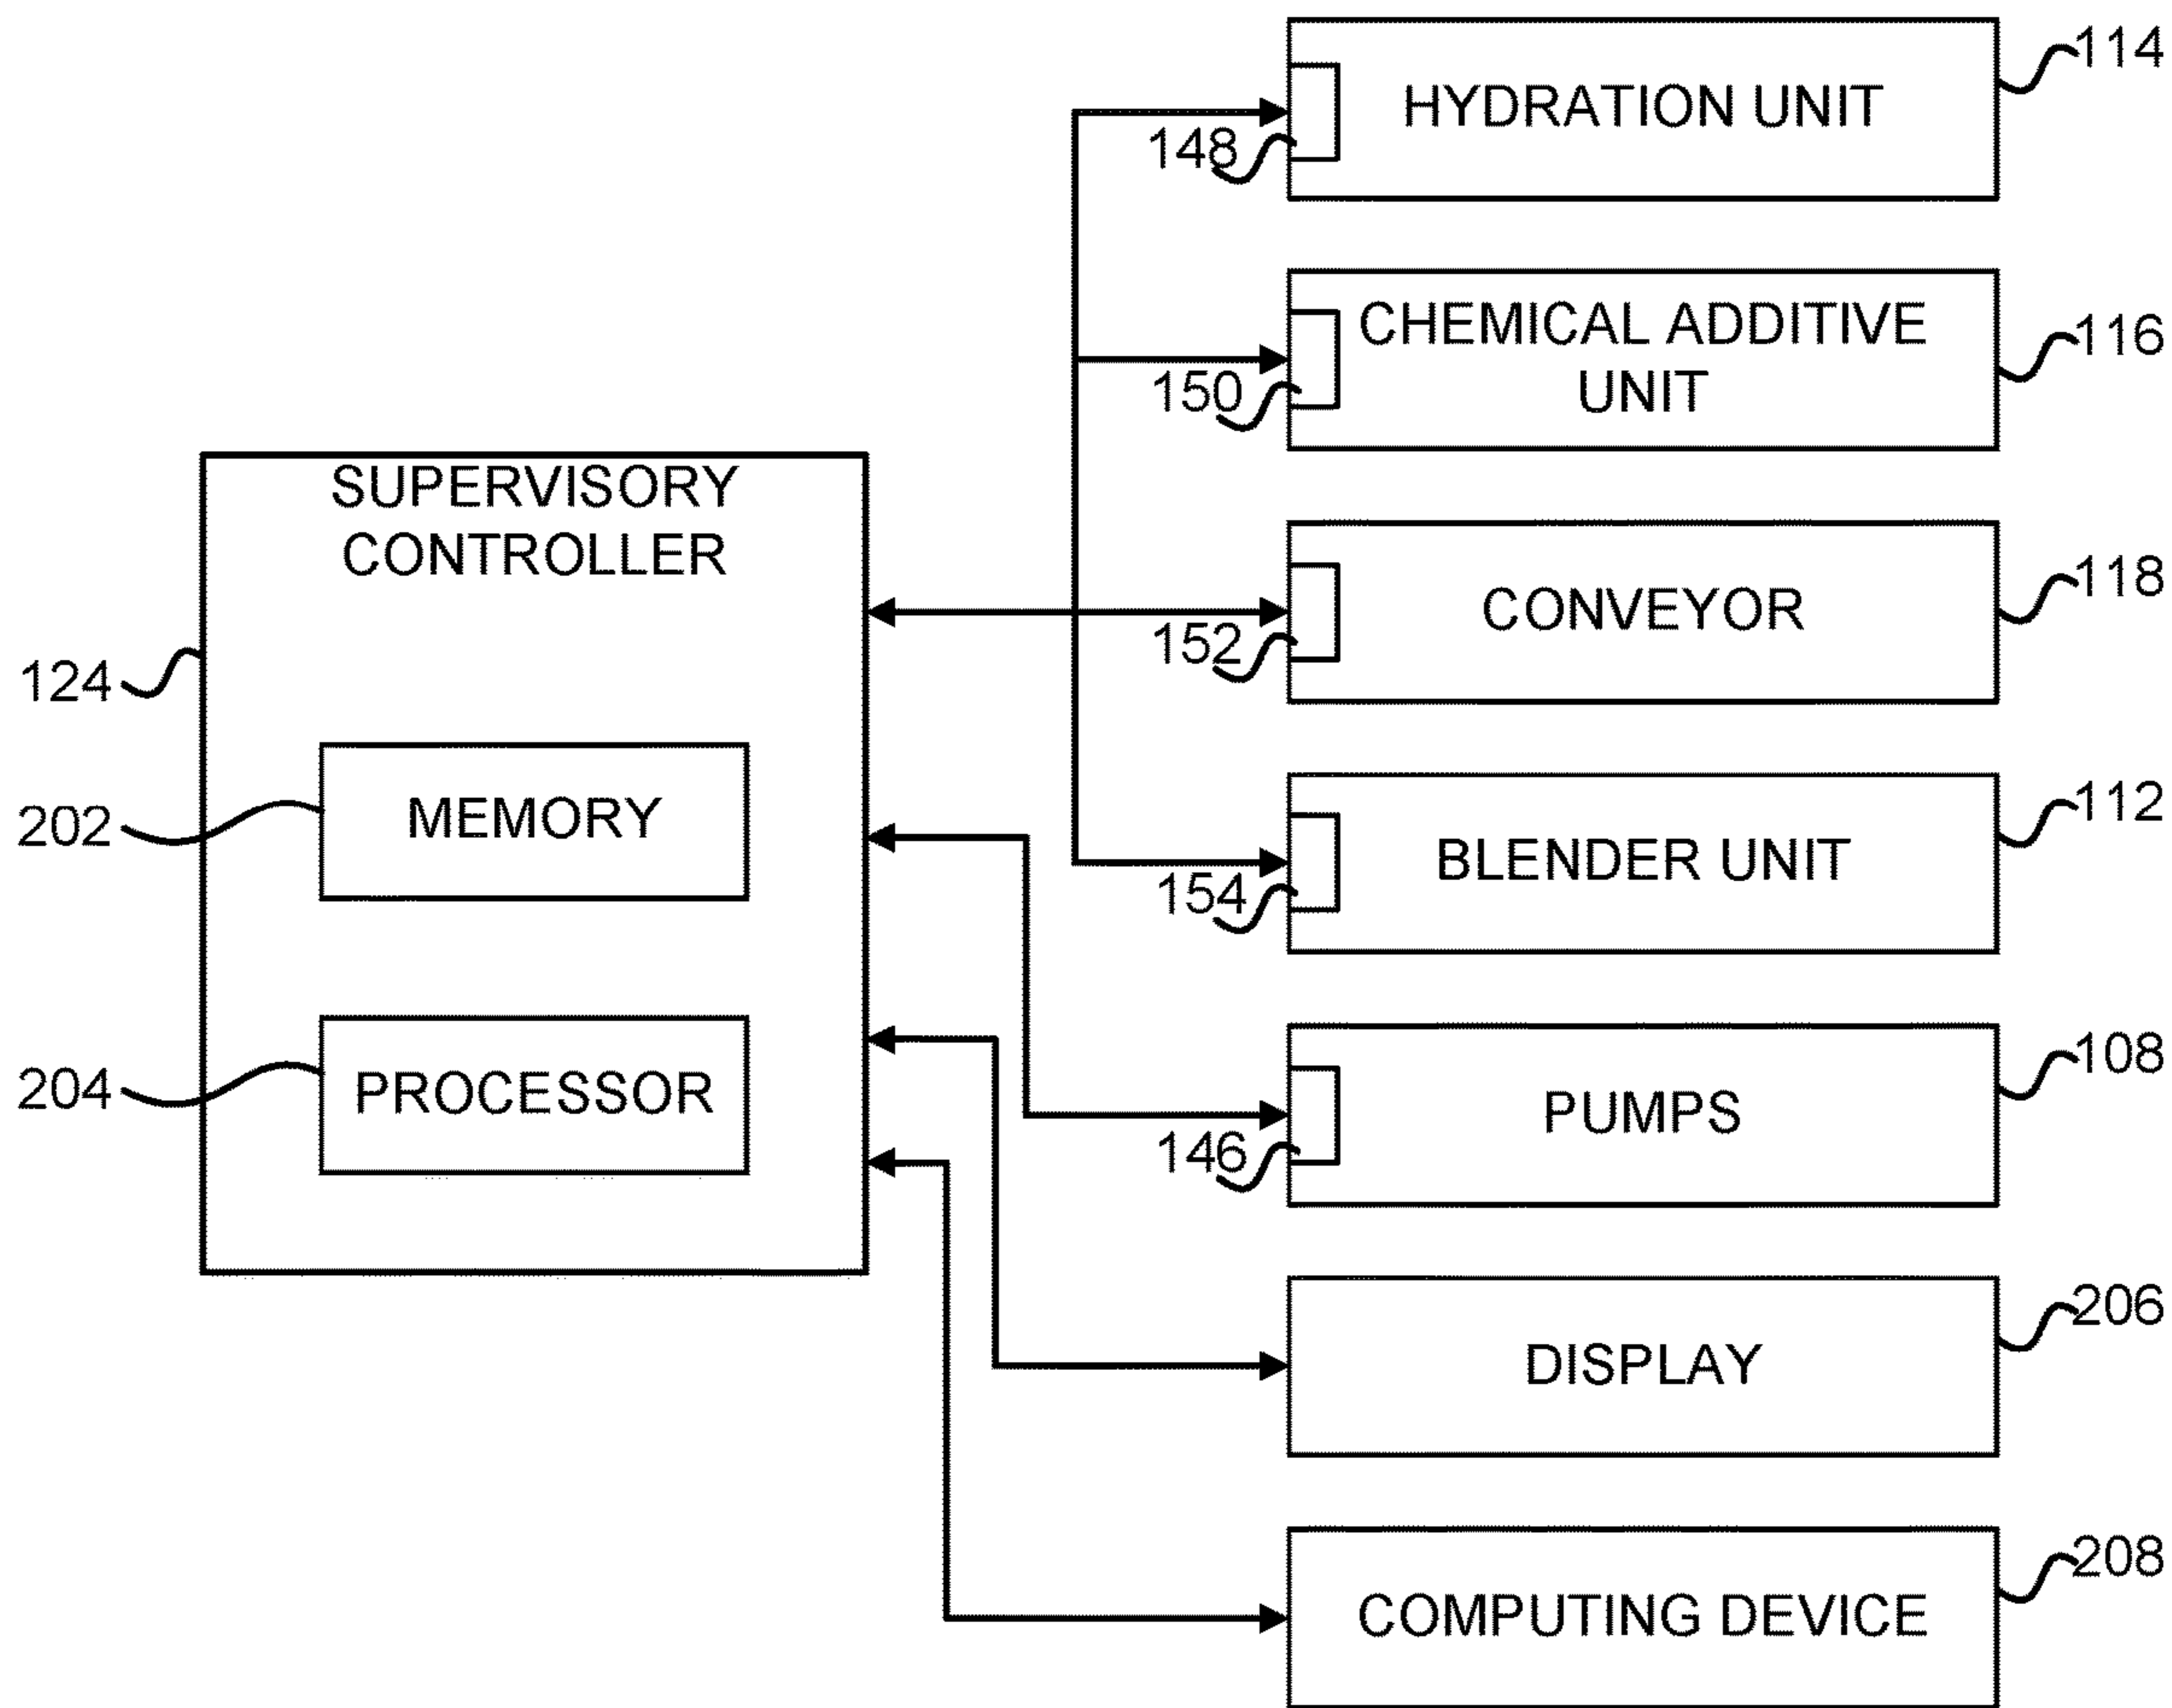 HYDRATION UNIT
114
148
CHEMICAL ADDITIVE
UNIT
116
150
SUPERVISORY
CONTROLLER
124
CONVEYOR
118
152
MEMORY
202
BLENDER UNIT
112
154
PROCESSOR
204
PUMPS
108
146
DISPLAY
206
COMPUTING DEVICE
208